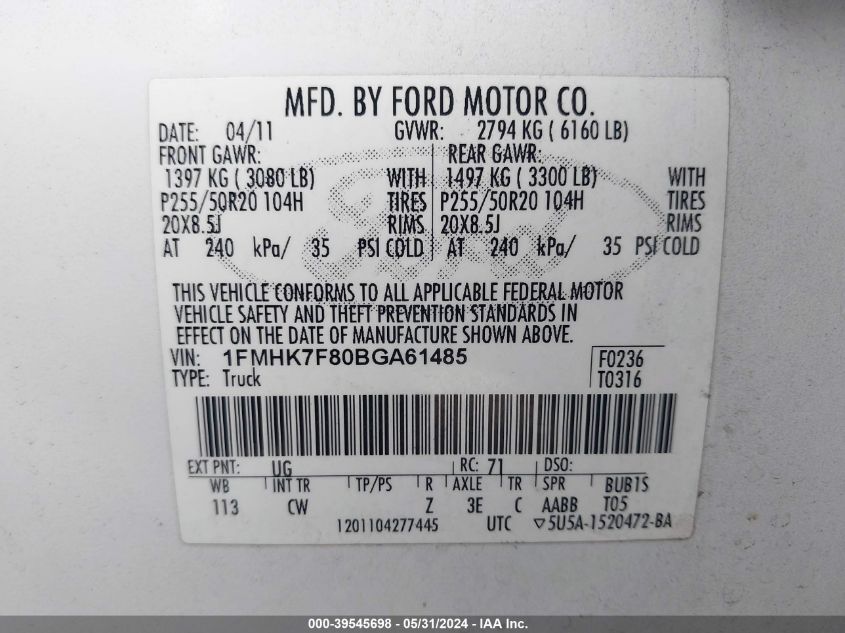 MFD. BY FORD MOTOR CO.
DATE: 04/11 GVWR: 2794 KG ( 6160 LB)
FRONT GAWR: REAR GAWR:
1397 KG ( 3080 LB) WITH 1497 KG ( 3300 LB) WITH
P255/50R20 104H TIRES P255/50R20 104H TIRES
20X8.5J RIMS 20X8.5J RIMS
AT 240 kPa/ 35 PSI COLD AT 240 kPa/ 35 PSI COLD
THIS VEHICLE CONFORMS TO ALL APPLICABLE FEDERAL MOTOR
VEHICLE SAFETY AND THEFT PREVENTION STANDARDS IN
EFFECT ON THE DATE OF MANUFACTURE SHOWN ABOVE.
VIN: 1FMHK7F80BGA61485 F0236
TYPE: Truck T0316
EXT PNT: UG RC: 71 DSO:
WB INT TR TP/PS R AXLE TR SPR BUB1S
113 CW Z 3E C AABB T05
1201104277445 UTC ▽5U5A-1520472-BA
000-39545698 - 05/31/2024 - IAA Inc.